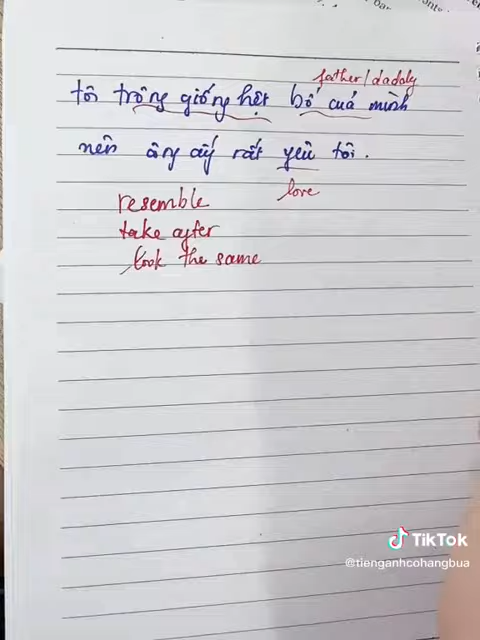 father/daddy
tôi trông giống hệt bố của mình
nên ông ấy rất yêu tôi.
love
resemble
take after
look the same
TikTok
@tienganhcohangbua